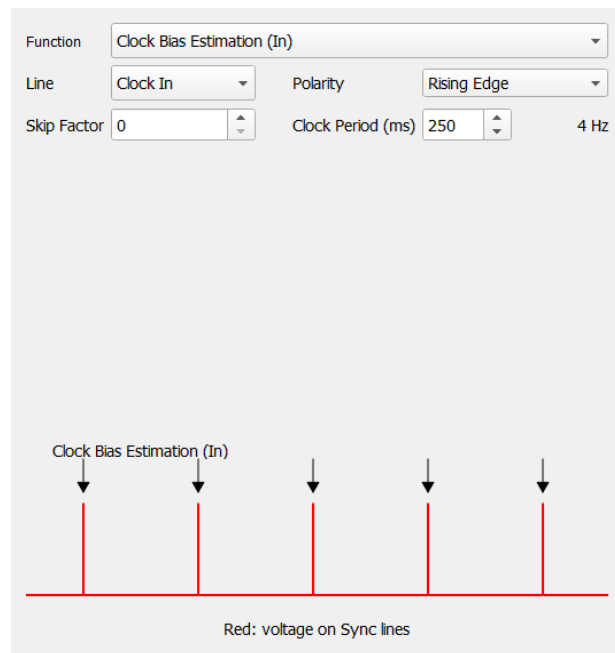 Function Clock Bias Estimation (In)
Line Clock In Polarity Rising Edge
Skip Factor 0 Clock Period (ms) 250 4 Hz
Clock Bias Estimation (In)
Red: voltage on Sync lines